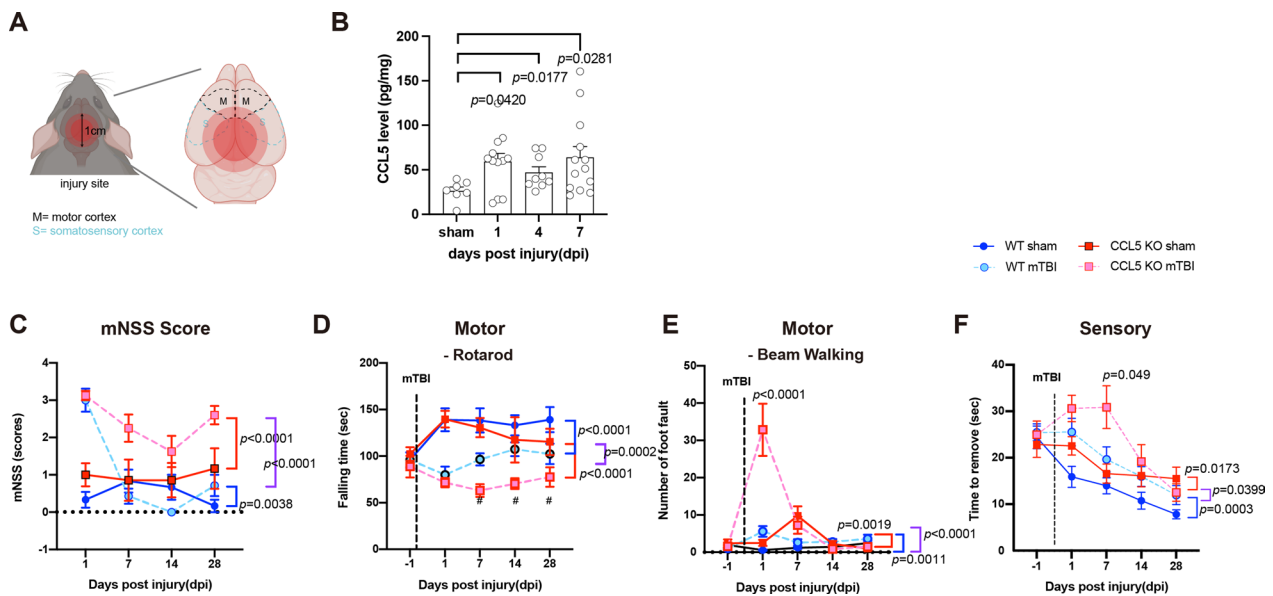 A
1cm
M
M
S
S
injury site
M= motor cortex
S= somatosensory cortex
B
CCL5 level (pg/mg)
200
150
100
50
0
p=0.0281
p=0.0177
p=0.0420
sham
1
4
7
days post injury(dpi)
WT sham
CCL5 KO sham
WT mTBI
CCL5 KO mTBI
C
mNSS Score
mNSS (scores)
4
3
2
1
0
-1
p<0.0001
p<0.0001
p=0.0038
1
7
14
28
Days post injury(dpi)
D
Motor
- Rotarod
mTBI
Falling time (sec)
200
150
100
50
0
p<0.0001
p=0.0002
p<0.0001
#
#
#
-1
1
7
14
28
Days post injury(dpi)
E
Motor
- Beam Walking
mTBI
Number of foot fault
50
40
30
20
10
0
p<0.0001
p=0.0019
p<0.0001
p=0.0011
-1
1
7
14
28
Days post injury(dpi)
F
Sensory
mTBI
Time to remove (sec)
40
30
20
10
0
p=0.049
p=0.0173
p=0.0399
p=0.0003
-1
1
7
14
28
Days post injury(dpi)